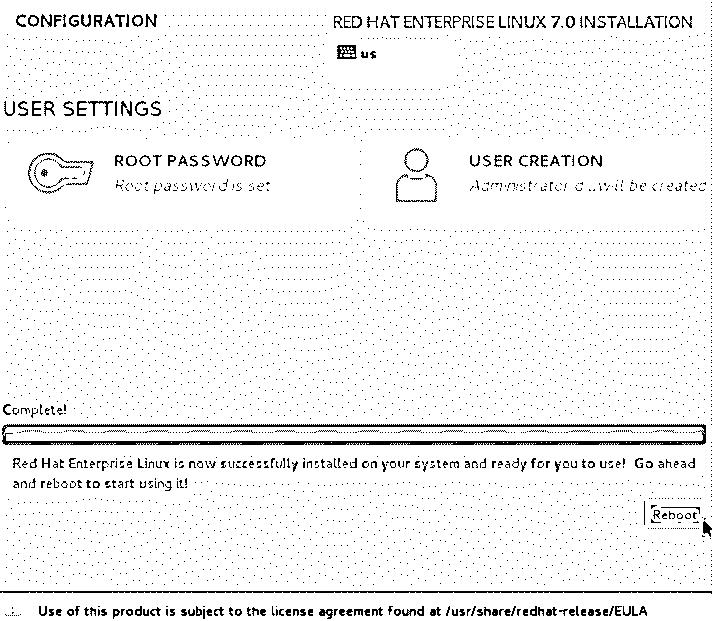 CONFIGURATION
RED HAT ENTERPRISE LINUX 7.0 INSTALLATION
us
USER SETTINGS
ROOT PASSWORD
Root password is set
USER CREATION
Administrator d...will be created
Complete!
Red Hat Enterprise Linux is now successfully installed on your system and ready for you to use! Go ahead
and reboot to start using it!
Reboot
Use of this product is subject to the license agreement found at /usr/share/redhat-release/EULA